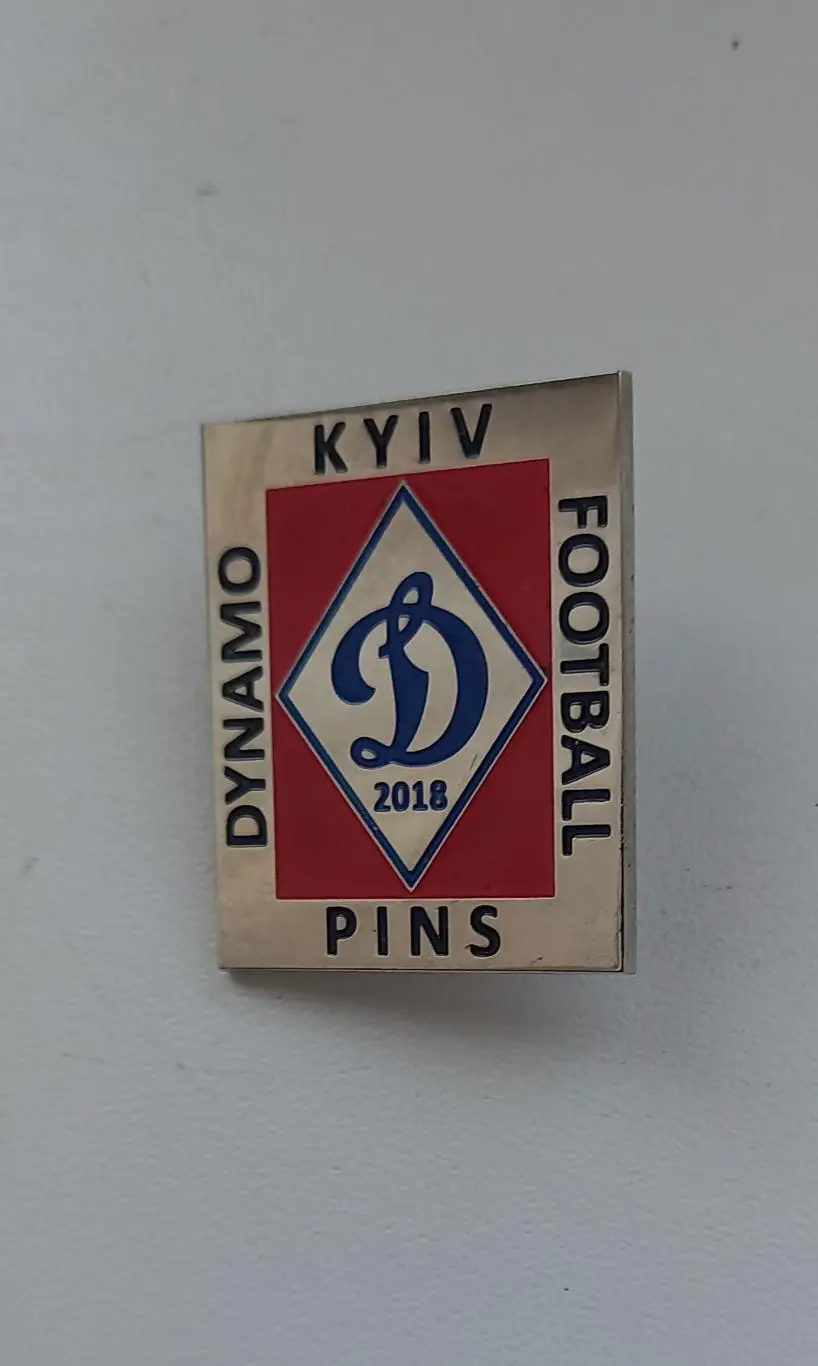 DYNAMO
KYIV
FOOTBALL
PINS
Д
2018